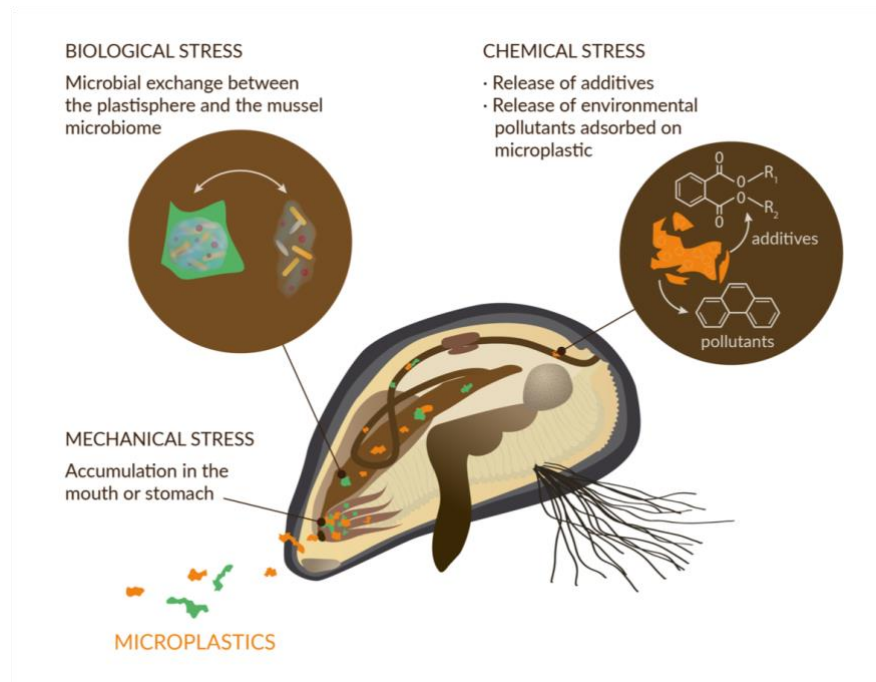 BIOLOGICAL STRESS
Microbial exchange between
the plastisphere and the mussel
microbiome
CHEMICAL STRESS
· Release of additives
· Release of environmental
pollutants adsorbed on
microplastic
O
O
R1
O
R2
O
additives
pollutants
MECHANICAL STRESS
Accumulation in the
mouth or stomach
MICROPLASTICS